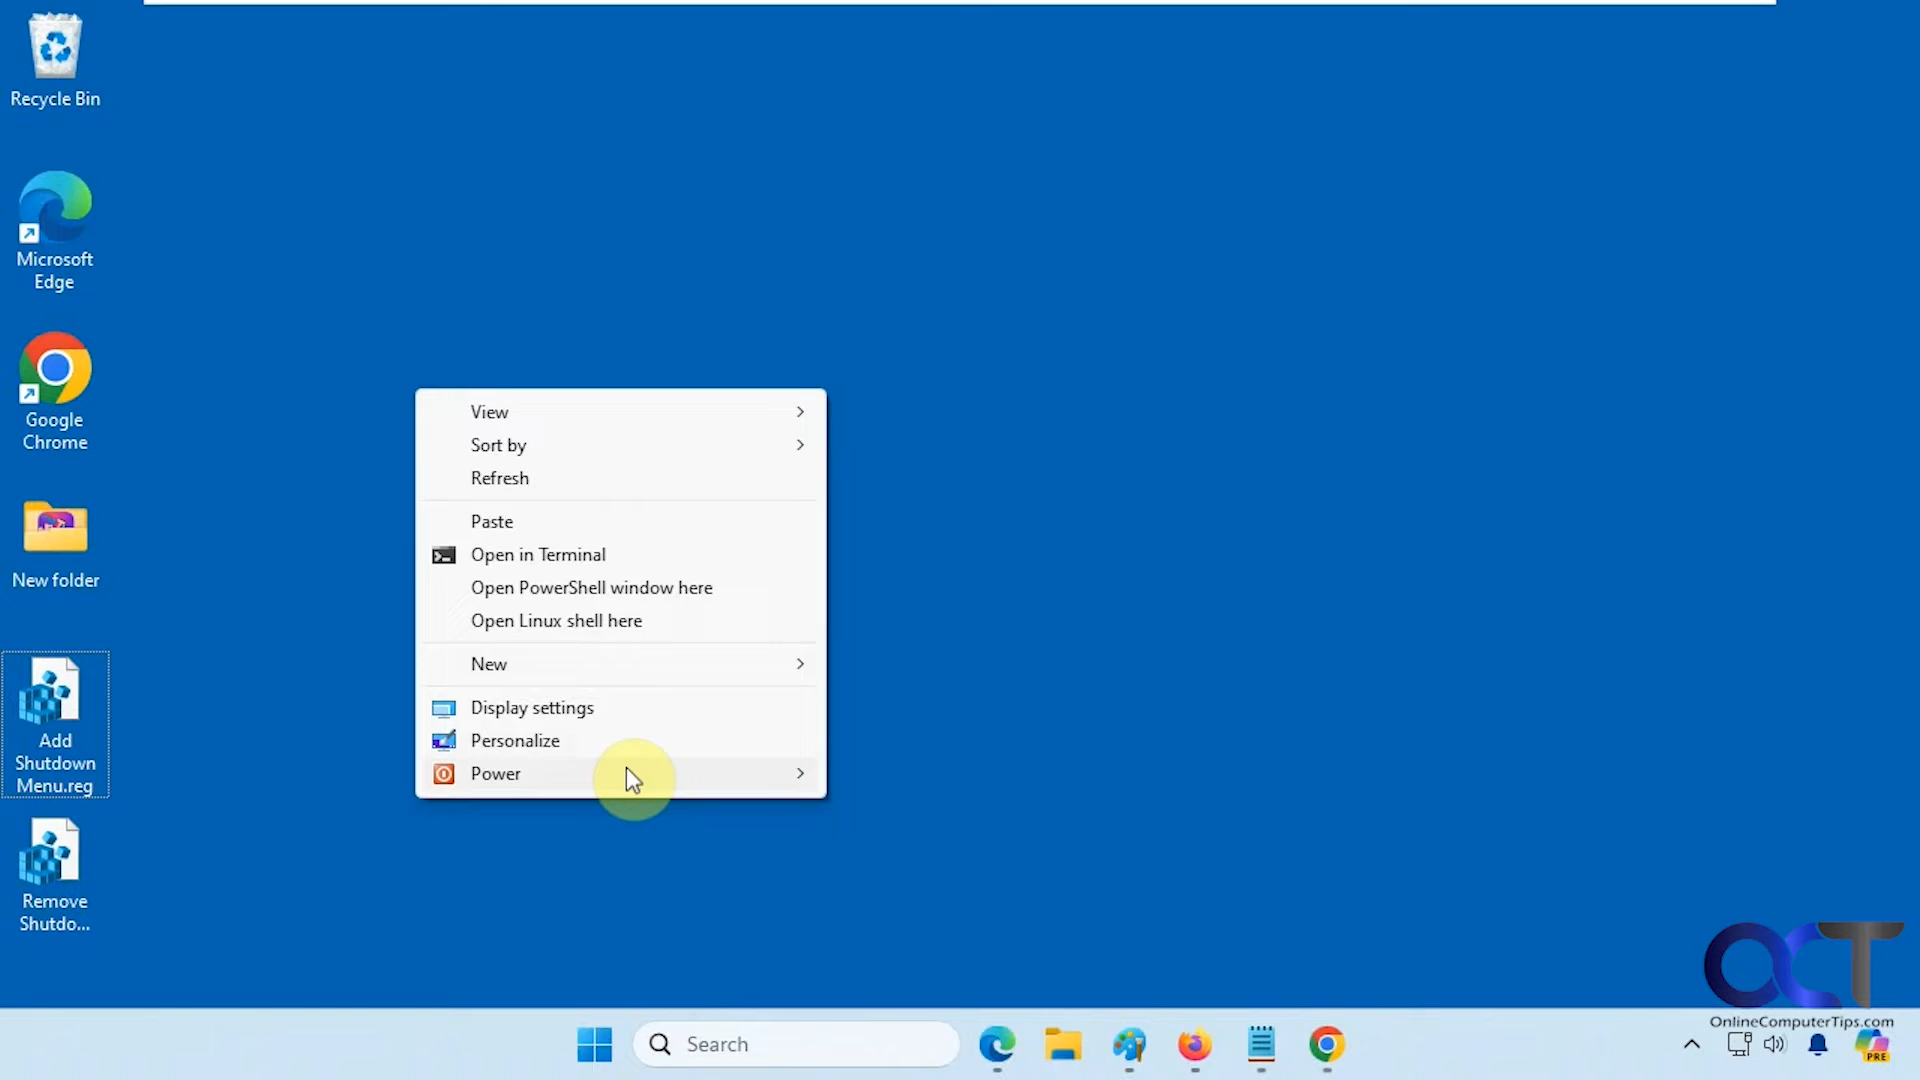 Recycle Bin
Microsoft
Edge
Google
Chrome
New folder
Add
Shutdown
Menu.reg
Remove
Shutdo...
View
Sort by
Refresh
Paste
Open in Terminal
Open PowerShell window here
Open Linux shell here
New
Display settings
Personalize
Power
OCT
OnlineComputerTips.com
Search
PRE